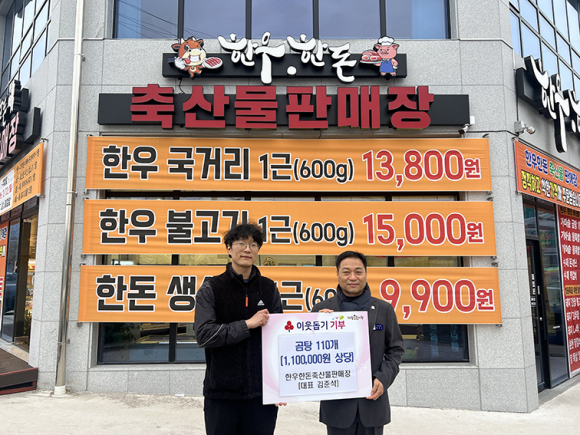 한우.한돈
축산물판매장
한우 국거리 1근(600g) 13,800원
한우 불고기 1근(600g) 15,000원
한돈 생 근(60 9,900원
이웃돕기 기부
곰탕 110개
[1,100,000원 상당]
한우한돈축산물판매장
[대표 김준석]